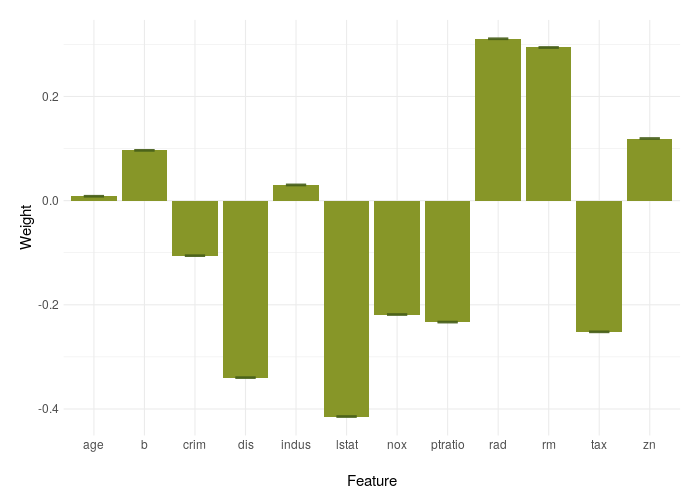 0.2
0.0
-0.2
-0.4
Weight
age b crim dis indus lstat nox ptratio rad rm tax zn
Feature